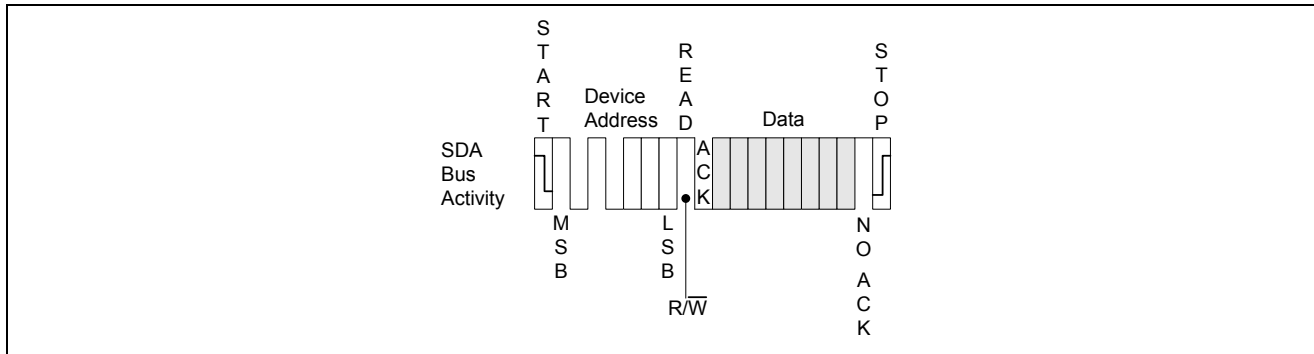 START
READ
STOP
Device
Address
Data
SDA
Bus
Activity
ACK
MSB
LSB
NO ACK
R/W̅